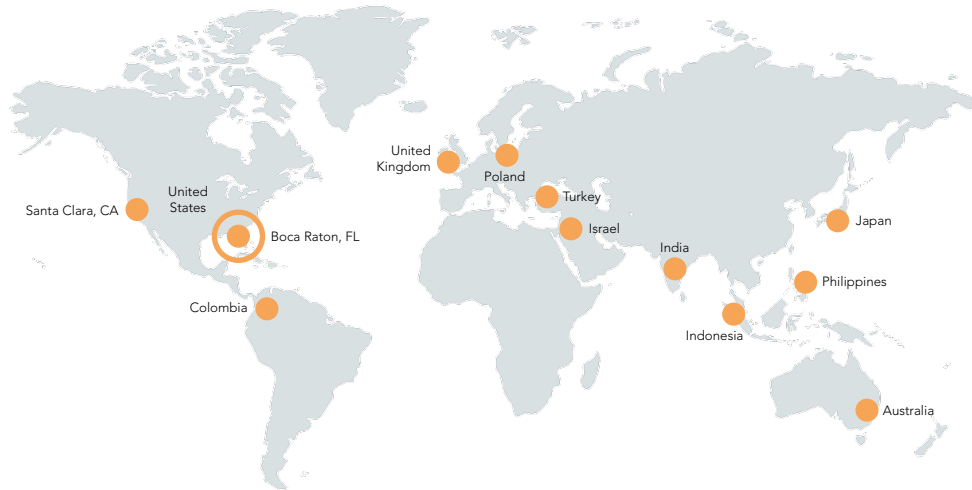 United
Kingdom
Poland
United
States
Turkey
Santa Clara, CA
Japan
Israel
Boca Raton, FL
India
Philippines
Colombia
Indonesia
Australia